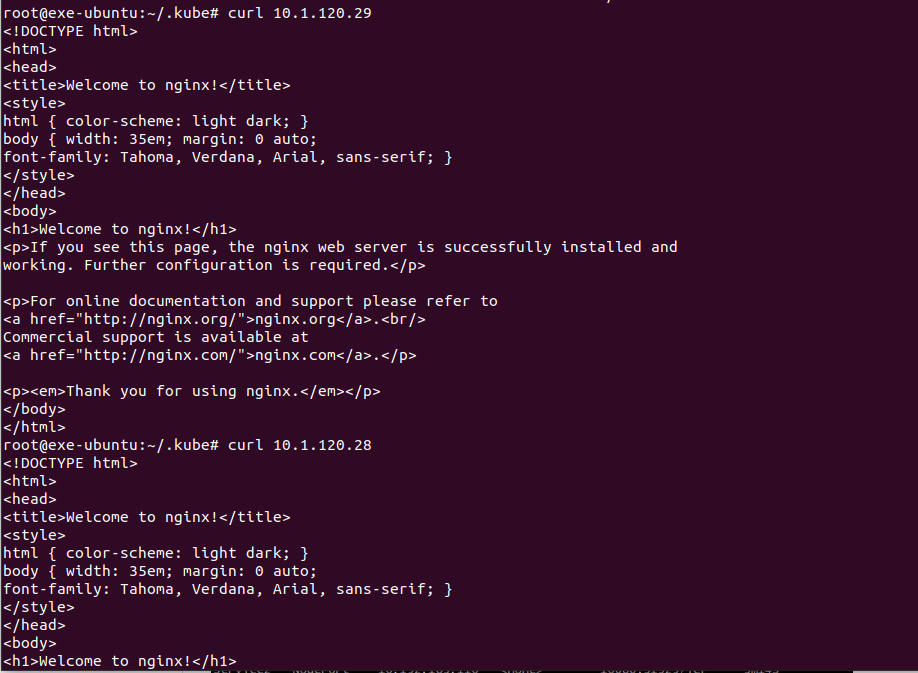 root@exe-ubuntu:~/.kube# curl 10.1.120.29
<!DOCTYPE html>
<html>
<head>
<title>Welcome to nginx!</title>
<style>
html { color-scheme: light dark; }
body { width: 35em; margin: 0 auto;
font-family: Tahoma, Verdana, Arial, sans-serif; }
</style>
</head>
<body>
<h1>Welcome to nginx!</h1>
<p>If you see this page, the nginx web server is successfully installed and
working. Further configuration is required.</p>
<p>For online documentation and support please refer to
<a href="http://nginx.org/">nginx.org</a>.<br/>
Commercial support is available at
<a href="http://nginx.com/">nginx.com</a>.</p>
<p><em>Thank you for using nginx.</em></p>
</body>
</html>
root@exe-ubuntu:~/.kube# curl 10.1.120.28
<!DOCTYPE html>
<html>
<head>
<title>Welcome to nginx!</title>
<style>
html { color-scheme: light dark; }
body { width: 35em; margin: 0 auto;
font-family: Tahoma, Verdana, Arial, sans-serif; }
</style>
</head>
<body>
<h1>Welcome to nginx!</h1>